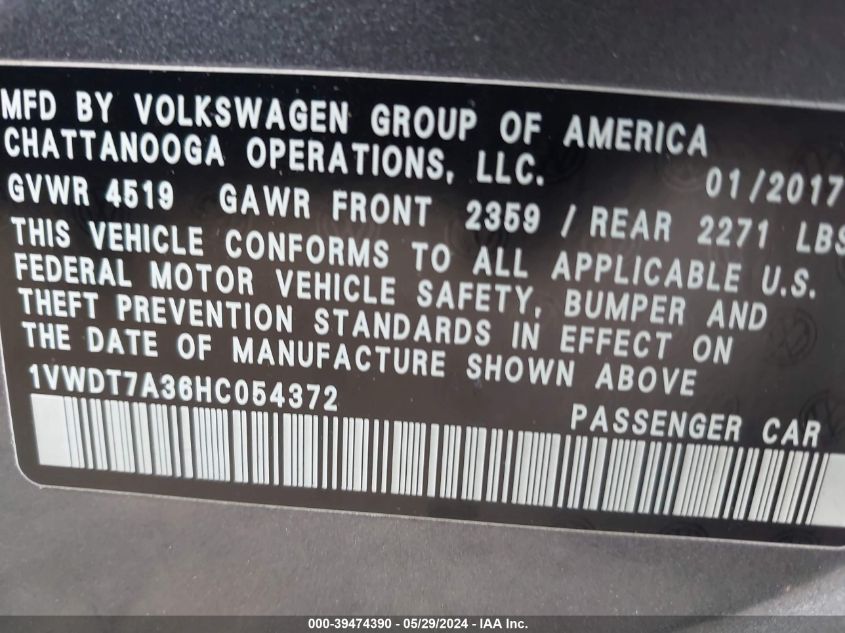 MFD BY VOLKSWAGEN GROUP OF AMERICA
CHATTANOOGA OPERATIONS, LLC. 01/2017
GVWR 4519 GAWR FRONT 2359 / REAR 2271 LBS
THIS VEHICLE CONFORMS TO ALL APPLICABLE U.S.
FEDERAL MOTOR VEHICLE SAFETY, BUMPER AND
THEFT PREVENTION STANDARDS IN EFFECT ON
THE DATE OF MANUFACTURE SHOWN ABOVE
1VWDT7A36HC054372 PASSENGER CAR
000-39474390 - 05/29/2024 - IAA Inc.